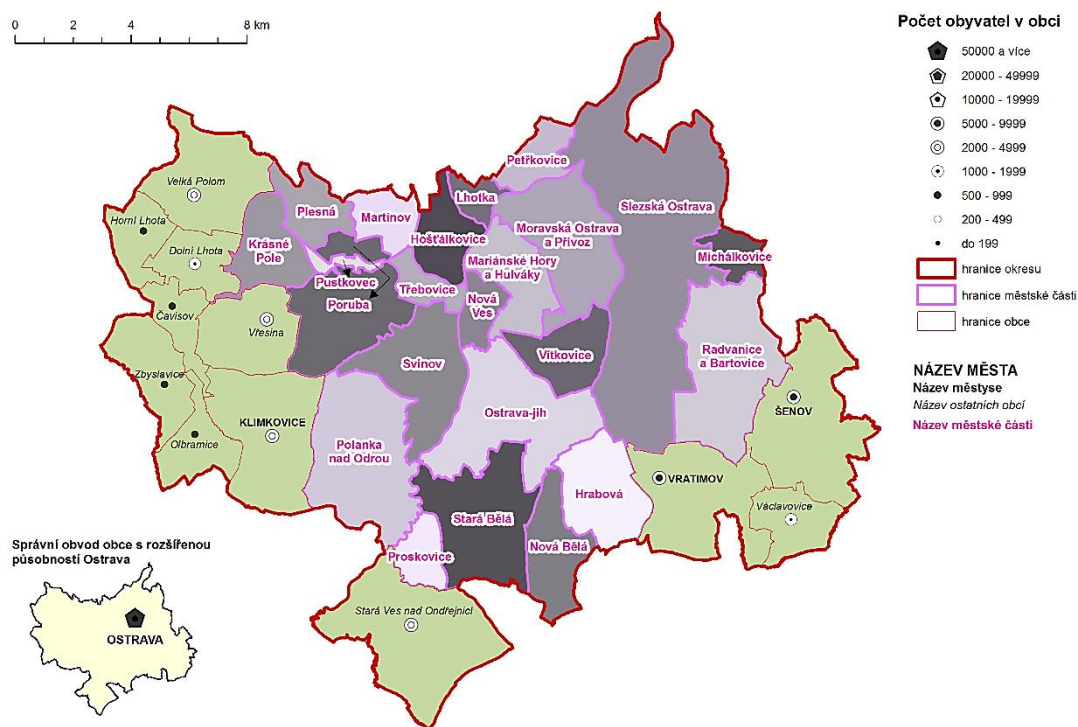 0 2 4 6 8 km
Počet obyvatel v obci
50000 a více
20000 - 49999
10000 - 19999
5000 - 9999
2000 - 4999
1000 - 1999
500 - 999
200 - 499
do 199
hranice okresu
hranice městské části
hranice obce
NÁZEV MĚSTA
Název městyse
Název ostatních obcí
Název městské části
Petřkovice
Velká Polom
Lhotka
Plesná
Martinov
Slezská Ostrava
Horní Lhota
Hošťálkovice
Moravská Ostrava
a Přívoz
Krásné
Pole
Dolní Lhota
Michálkovice
Mariánské Hory
a Hulváky
Pustkovec
Třebovice
Poruba
Nová
Ves
Čavisov
Vřesina
Radvanice
a Bartovice
Vítkovice
Svinov
Zbyslavice
Ostrava-jih
ŠENOV
KLIMKOVICE
Olbramice
Polanka
nad Odrou
VRATIMOV
Hrabová
Václavovice
Stará Bělá
Proskovice
Nová Bělá
Správní obvod obce s rozšířenou
působností Ostrava
Stará Ves nad Ondřejnicí
OSTRAVA